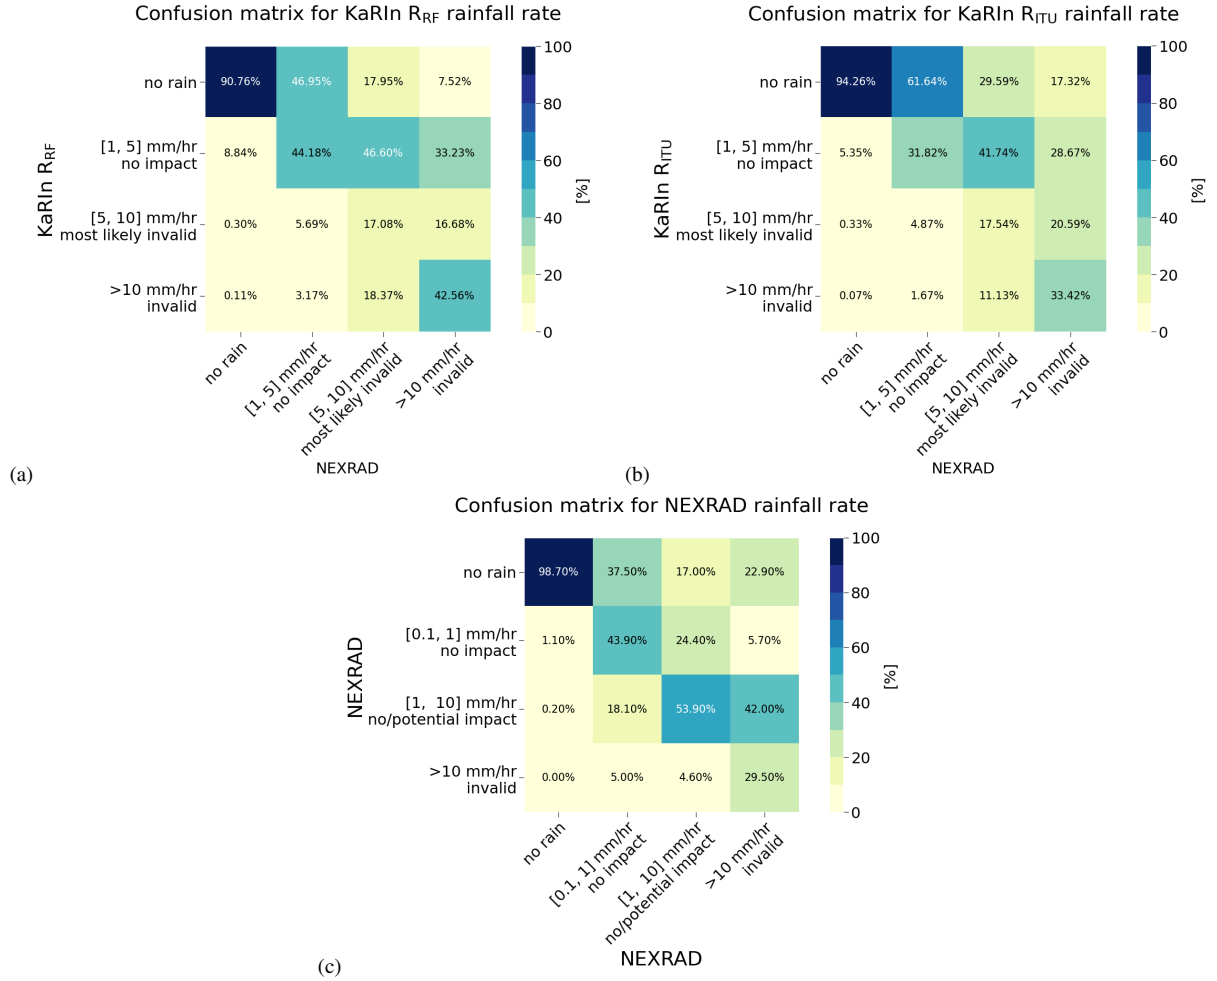 Confusion matrix for KaRIn R_RF rainfall rate
KaRIn R_RF
no rain
90.76% 46.95% 17.95% 7.52%
[1, 5] mm/hr
no impact
8.84% 44.18% 46.60% 33.23%
[5, 10] mm/hr
most likely invalid
0.30% 5.69% 17.08% 16.68%
>10 mm/hr
invalid
0.11% 3.17% 18.37% 42.56%
no rain
[1, 5] mm/hr
no impact
[5, 10] mm/hr
most likely invalid
>10 mm/hr
invalid
NEXRAD
100
80
60
40
20
0
[%]
(a)
Confusion matrix for KaRIn R_ITU rainfall rate
KaRIn R_ITU
no rain
94.26% 61.64% 29.59% 17.32%
[1, 5] mm/hr
no impact
5.35% 31.82% 41.74% 28.67%
[5, 10] mm/hr
most likely invalid
0.33% 4.87% 17.54% 20.59%
>10 mm/hr
invalid
0.07% 1.67% 11.13% 33.42%
no rain
[1, 5] mm/hr
no impact
[5, 10] mm/hr
most likely invalid
>10 mm/hr
invalid
NEXRAD
100
80
60
40
20
0
[%]
(b)
Confusion matrix for NEXRAD rainfall rate
NEXRAD
no rain
98.70% 37.50% 17.00% 22.90%
[0.1, 1] mm/hr
no impact
1.10% 43.90% 24.40% 5.70%
[1, 10] mm/hr
no/potential impact
0.20% 18.10% 53.90% 42.00%
>10 mm/hr
invalid
0.00% 5.00% 4.60% 29.50%
no rain
[0.1, 1] mm/hr
no impact
[1, 10] mm/hr
no/potential impact
>10 mm/hr
invalid
NEXRAD
100
80
60
40
20
0
[%]
(c)